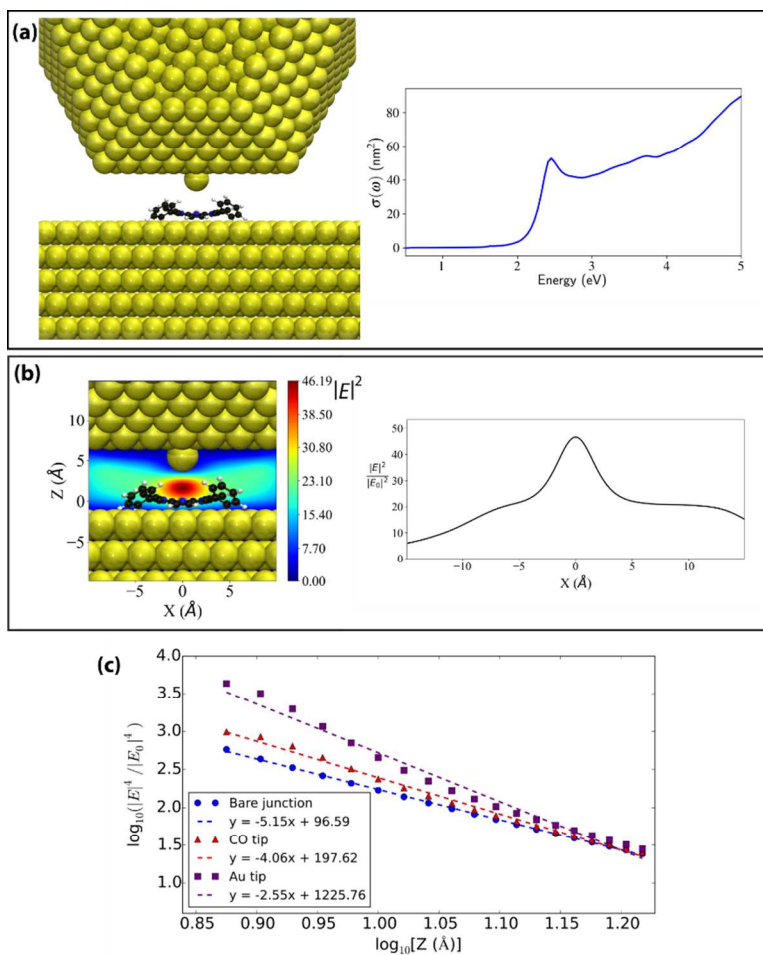 (a)
80
60
40
20
0
σ(ω) (nm²)
1 2 3 4 5
Energy (eV)
(b)
10
5
0
−5
Z (Å)
−5 0 5
X (Å)
46.19
38.50
30.80
23.10
15.40
7.70
0.00
|E|²
50
40
30
20
10
0
|E|²
|E₀|²
−10 −5 0 5 10
X (Å)
(c)
4.0
3.5
3.0
2.5
2.0
1.5
1.0
log₁₀(|E|⁴/|E₀|⁴)
Bare junction
y = -5.15x + 96.59
CO tip
y = -4.06x + 197.62
Au tip
y = -2.55x + 1225.76
0.85 0.90 0.95 1.00 1.05 1.10 1.15 1.20
log₁₀[Z (Å)]